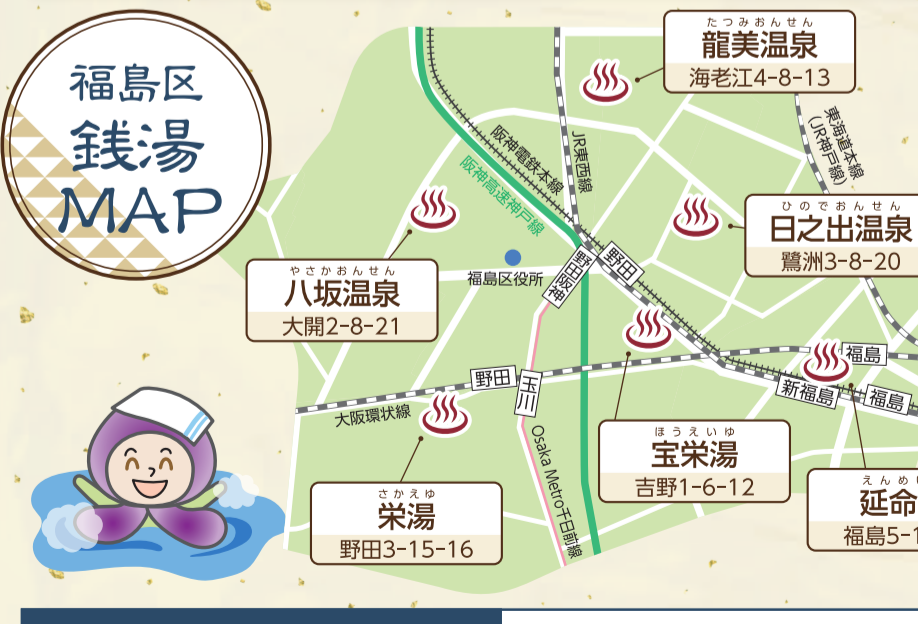 福島区
銭湯
MAP
たつみおんせん
龍美温泉
海老江4-8-13
東海道本線
(JR神戸線)
JR東西線
阪神電鉄本線
阪神高速神戸線
ひのでおんせん
日之出温泉
鷺洲3-8-20
やさかおんせん
八坂温泉
大開2-8-21
福島区役所
野田阪神
野田
野田
玉川
大阪環状線
福島
新福島
福島
Osaka Metro千日前線
ほうえいゆ
宝栄湯
吉野1-6-12
さかえゆ
栄湯
野田3-15-16
えんめ
延命
福島5-1